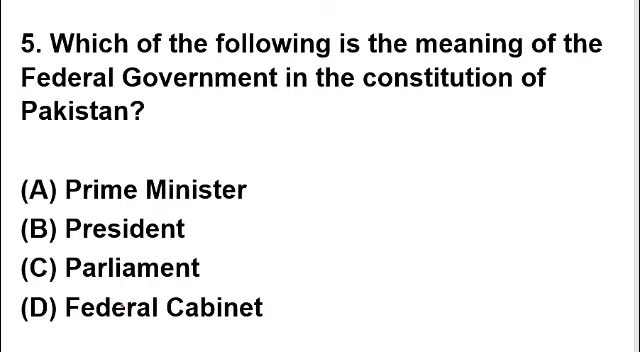 5. Which of the following is the meaning of the
Federal Government in the constitution of
Pakistan?
(A) Prime Minister
(B) President
(C) Parliament
(D) Federal Cabinet